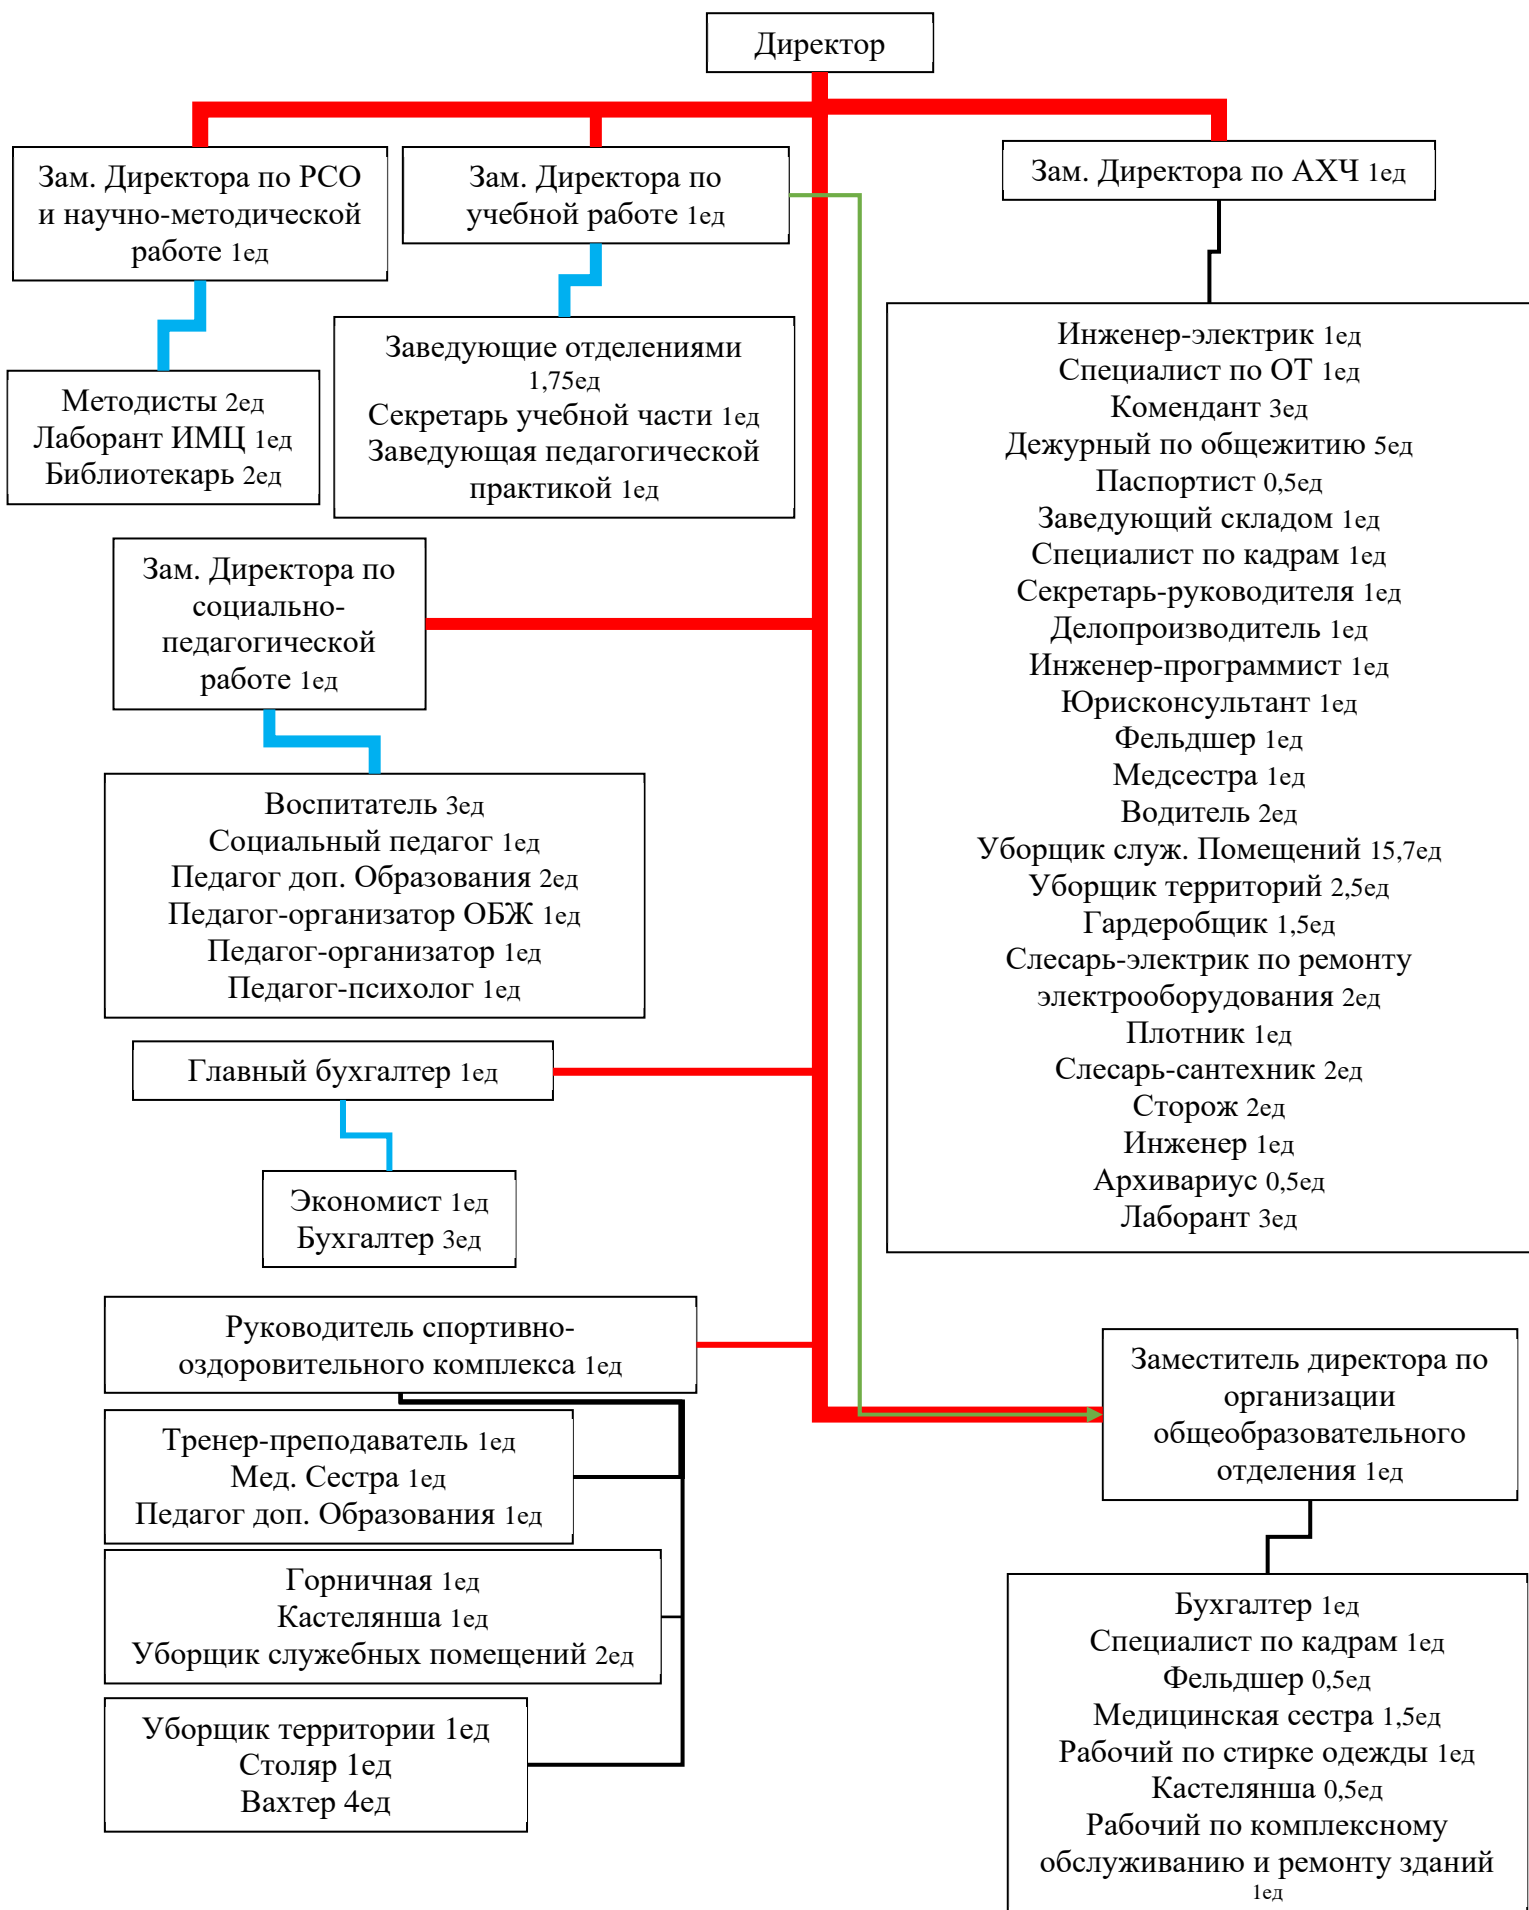 Директор
Зам. Директора по РСО
и научно-методической
работе 1ед
Зам. Директора по
учебной работе 1ед
Зам. Директора по АХЧ 1ед
Методисты 2ед
Лаборант ИМЦ 1ед
Библиотекарь 2ед
Заведующие отделениями
1,75ед
Секретарь учебной части 1ед
Заведующая педагогической
практикой 1ед
Инженер-электрик 1ед
Специалист по ОТ 1ед
Комендант 3ед
Дежурный по общежитию 5ед
Паспортист 0,5ед
Заведующий складом 1ед
Специалист по кадрам 1ед
Секретарь-руководителя 1ед
Делопроизводитель 1ед
Инженер-программист 1ед
Юрисконсультант 1ед
Фельдшер 1ед
Медсестра 1ед
Водитель 2ед
Уборщик служ. Помещений 15,7ед
Уборщик территорий 2,5ед
Гардеробщик 1,5ед
Слесарь-электрик по ремонту
электрооборудования 2ед
Плотник 1ед
Слесарь-сантехник 2ед
Сторож 2ед
Инженер 1ед
Архивариус 0,5ед
Лаборант 3ед
Зам. Директора по
социально-
педагогической
работе 1ед
Воспитатель 3ед
Социальный педагог 1ед
Педагог доп. Образования 2ед
Педагог-организатор ОБЖ 1ед
Педагог-организатор 1ед
Педагог-психолог 1ед
Главный бухгалтер 1ед
Экономист 1ед
Бухгалтер 3ед
Руководитель спортивно-
оздоровительного комплекса 1ед
Тренер-преподаватель 1ед
Мед. Сестра 1ед
Педагог доп. Образования 1ед
Горничная 1ед
Кастелянша 1ед
Уборщик служебных помещений 2ед
Уборщик территории 1ед
Столяр 1ед
Вахтер 4ед
Заместитель директора по
организации
общеобразовательного
отделения 1ед
Бухгалтер 1ед
Специалист по кадрам 1ед
Фельдшер 0,5ед
Медицинская сестра 1,5ед
Рабочий по стирке одежды 1ед
Кастелянша 0,5ед
Рабочий по комплексному
обслуживанию и ремонту зданий
1ед